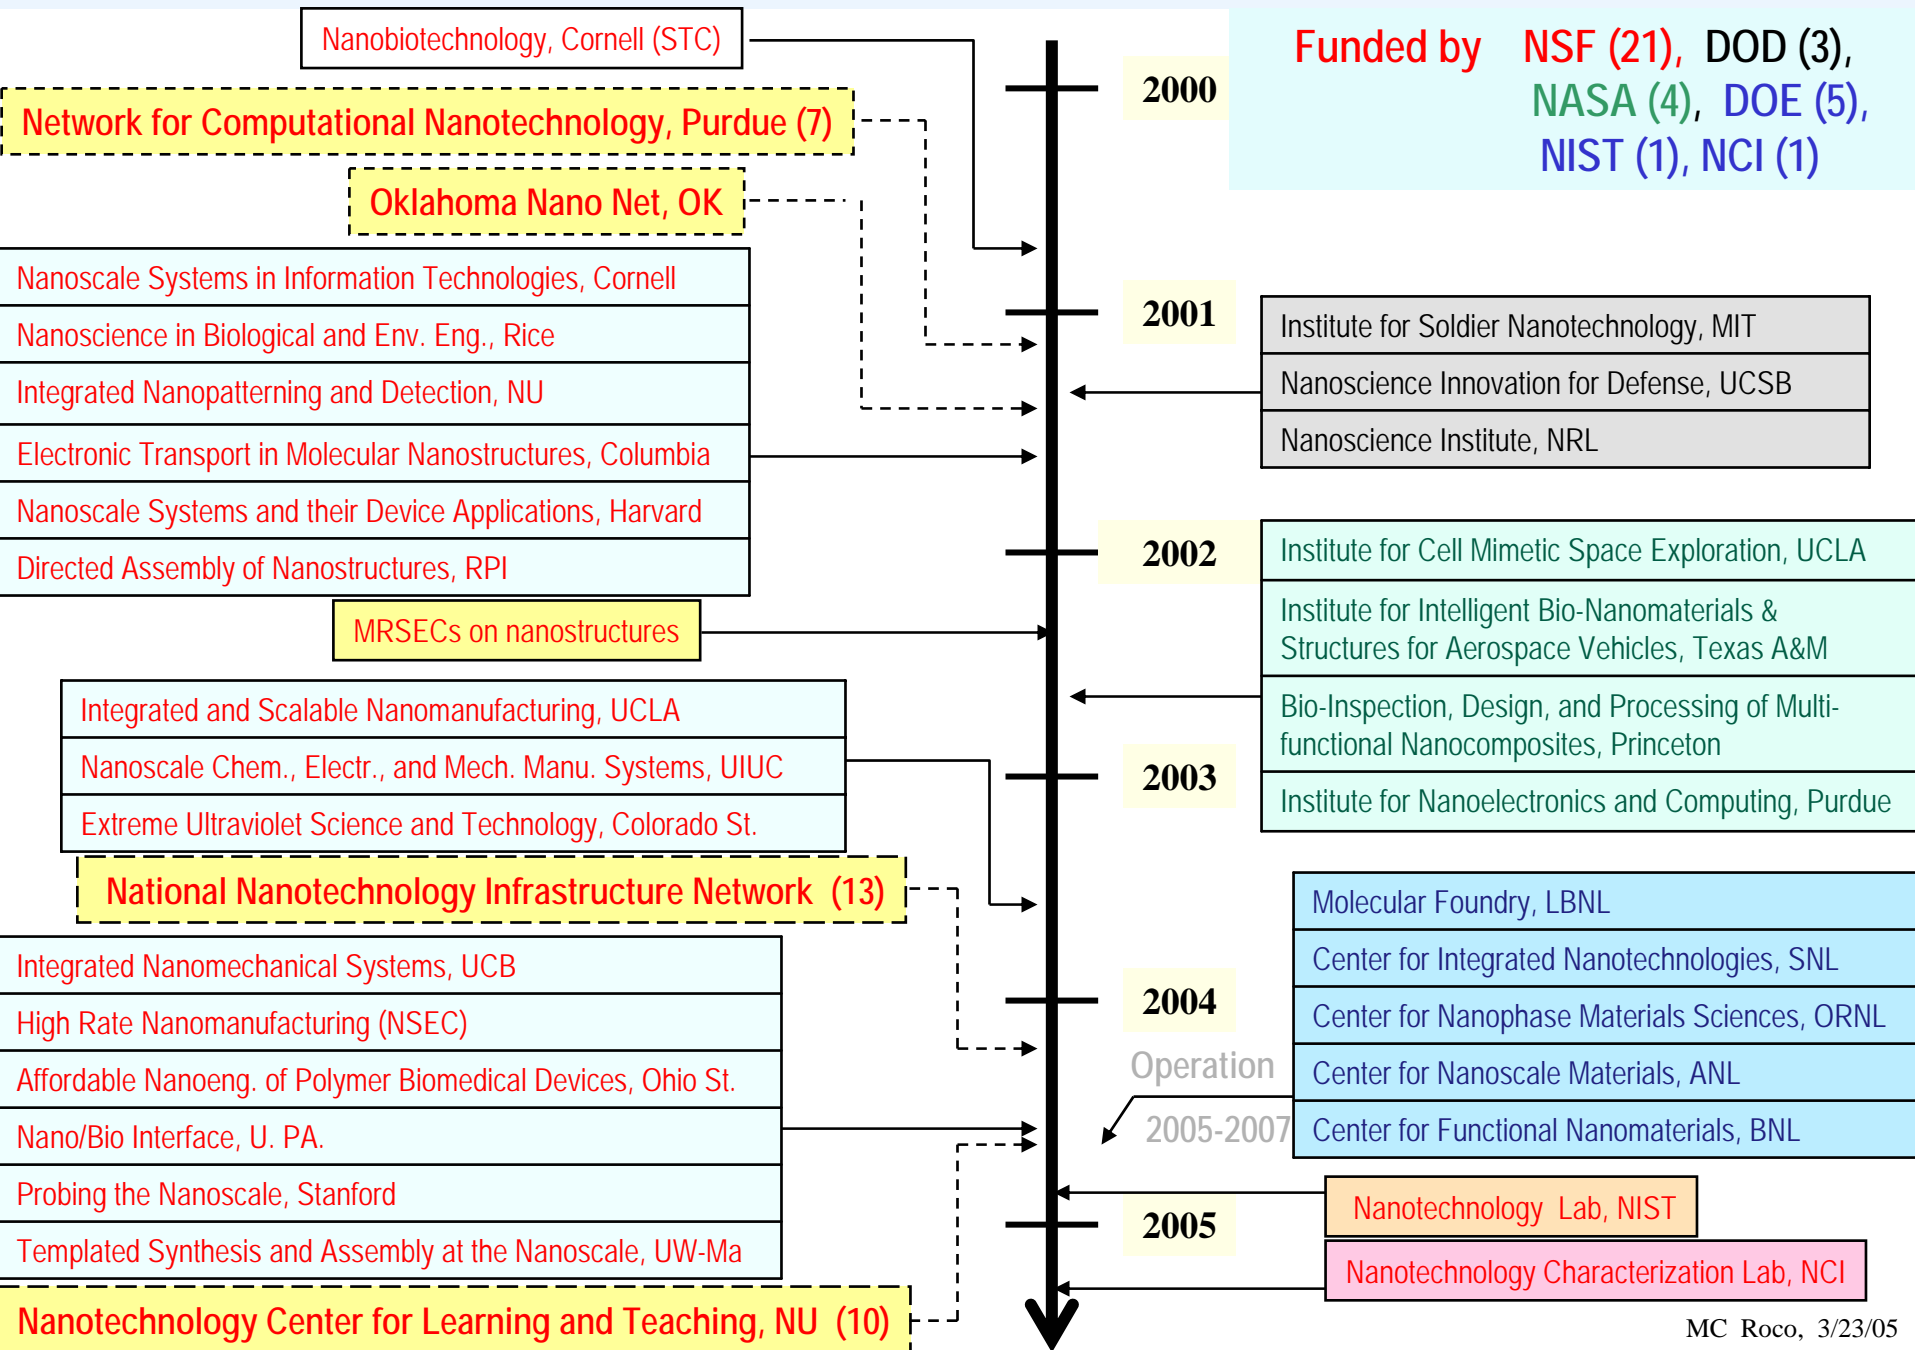 Nanobiotechnology, Cornell (STC)
Network for Computational Nanotechnology, Purdue (7)
Oklahoma Nano Net, OK
Nanoscale Systems in Information Technologies, Cornell
Nanoscience in Biological and Env. Eng., Rice
Integrated Nanopatterning and Detection, NU
Electronic Transport in Molecular Nanostructures, Columbia
Nanoscale Systems and their Device Applications, Harvard
Directed Assembly of Nanostructures, RPI
MRSECs on nanostructures
Integrated and Scalable Nanomanufacturing, UCLA
Nanoscale Chem., Electr., and Mech. Manu. Systems, UIUC
Extreme Ultraviolet Science and Technology, Colorado St.
National Nanotechnology Infrastructure Network (13)
Integrated Nanomechanical Systems, UCB
High Rate Nanomanufacturing (NSEC)
Affordable Nanoeng. of Polymer Biomedical Devices, Ohio St.
Nano/Bio Interface, U. PA.
Probing the Nanoscale, Stanford
Templated Synthesis and Assembly at the Nanoscale, UW-Ma
Nanotechnology Center for Learning and Teaching, NU (10)
2000
2001
2002
2003
2004
Operation
2005-2007
2005
Funded by NSF (21), DOD (3),
NASA (4), DOE (5),
NIST (1), NCI (1)
Institute for Soldier Nanotechnology, MIT
Nanoscience Innovation for Defense, UCSB
Nanoscience Institute, NRL
Institute for Cell Mimetic Space Exploration, UCLA
Institute for Intelligent Bio-Nanomaterials &
Structures for Aerospace Vehicles, Texas A&M
Bio-Inspection, Design, and Processing of Multi-
functional Nanocomposites, Princeton
Institute for Nanoelectronics and Computing, Purdue
Molecular Foundry, LBNL
Center for Integrated Nanotechnologies, SNL
Center for Nanophase Materials Sciences, ORNL
Center for Nanoscale Materials, ANL
Center for Functional Nanomaterials, BNL
Nanotechnology Lab, NIST
Nanotechnology Characterization Lab, NCI
MC Roco, 3/23/05